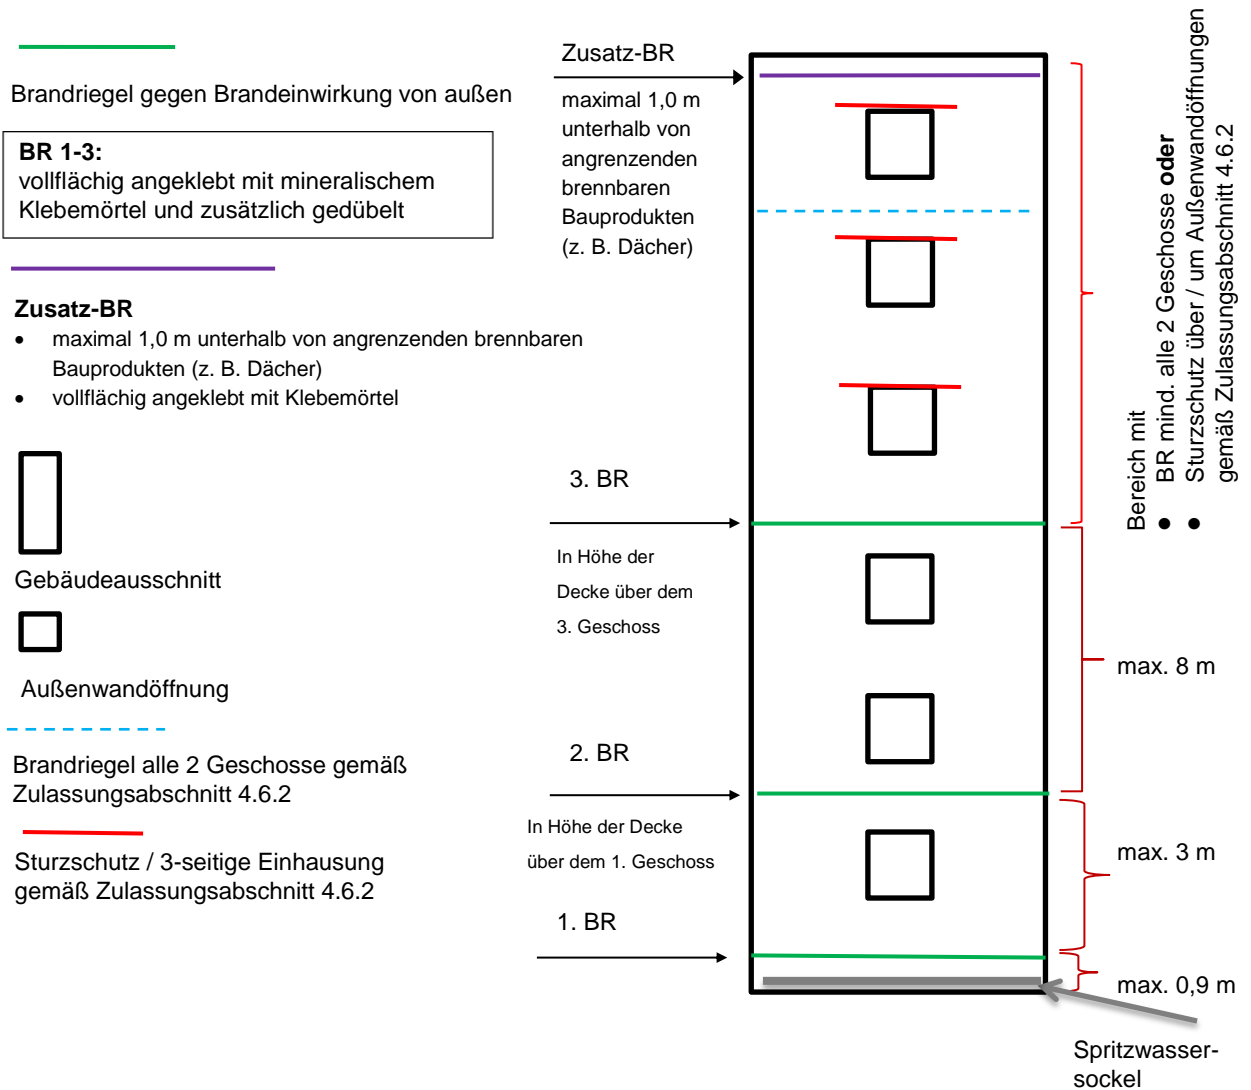 Brandriegel gegen Brandeinwirkung von außen
BR 1-3:
vollflächig angeklebt mit mineralischem
Klebemörtel und zusätzlich gedübelt
Zusatz-BR
• maximal 1,0 m unterhalb von angrenzenden brennbaren
Bauprodukten (z. B. Dächer)
• vollflächig angeklebt mit Klebemörtel
Gebäudeausschnitt
Außenwandöffnung
Brandriegel alle 2 Geschosse gemäß
Zulassungsabschnitt 4.6.2
Sturzschutz / 3-seitige Einhausung
gemäß Zulassungsabschnitt 4.6.2
Zusatz-BR
maximal 1,0 m
unterhalb von
angrenzenden
brennbaren
Bauprodukten
(z. B. Dächer)
3. BR
In Höhe der
Decke über dem
3. Geschoss
2. BR
In Höhe der Decke
über dem 1. Geschoss
1. BR
Bereich mit
• BR mind. alle 2 Geschosse oder
• Sturzschutz über / um Außenwandöffnungen
gemäß Zulassungsabschnitt 4.6.2
max. 8 m
max. 3 m
max. 0,9 m
Spritzwasser-
sockel